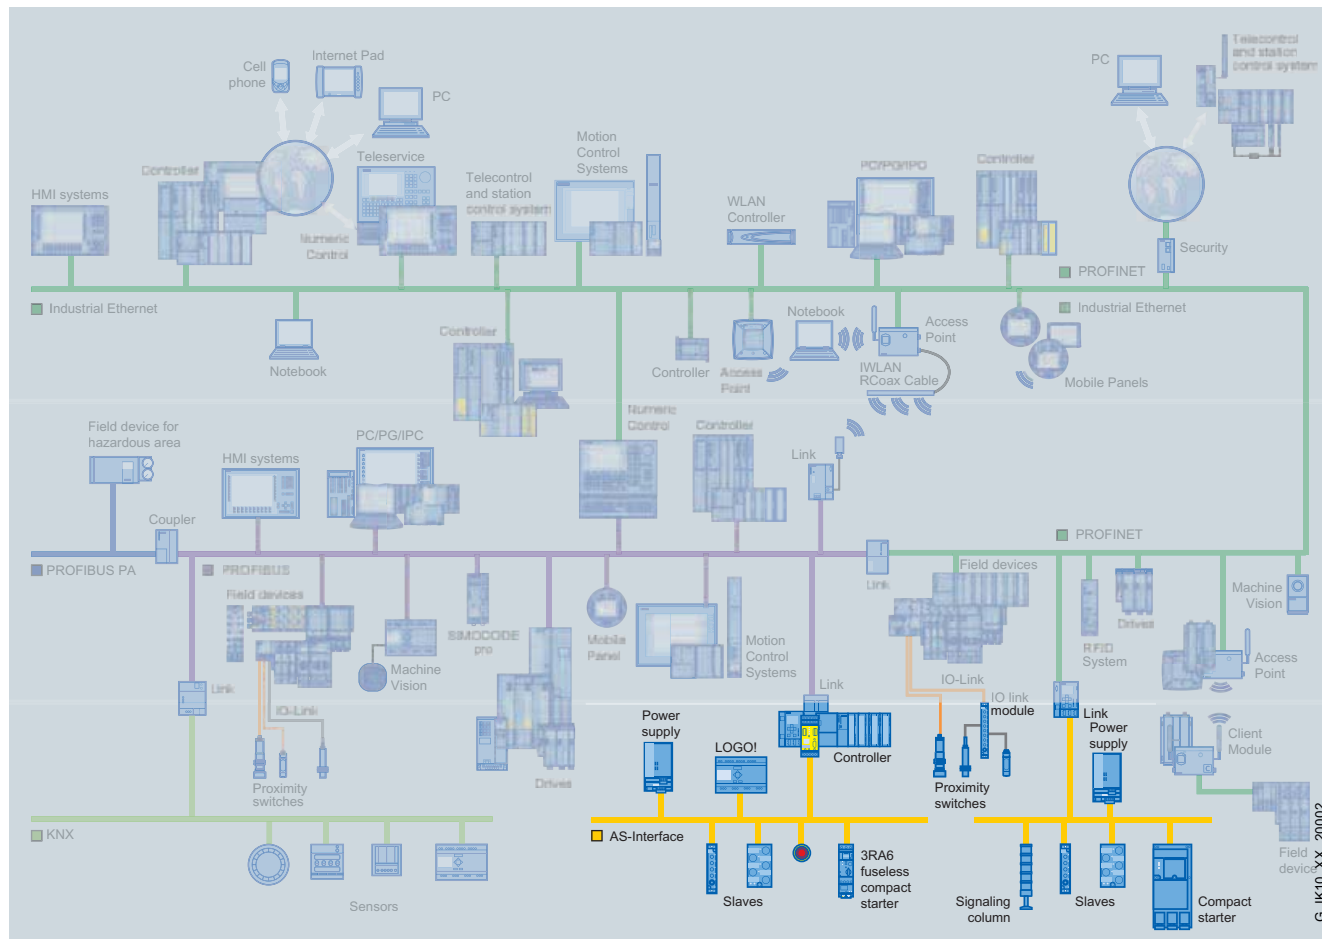 Cell
phone
Internet Pad
PC
PC
Telecontrol
and station
control system
HMI systems
Controller
Teleservice
Numeric
Control
Telecontrol
and station
control system
Motion
Control
Systems
WLAN
Controller
PC/PG/IPC
Controller
Security
PROFINET
Industrial Ethernet
Industrial Ethernet
Notebook
Controller
Controller
Access
Point
Notebook
Access
Point
IWLAN
RCoax Cable
Mobile Panels
Field device for
hazardous area
HMI systems
PC/PG/IPC
Numeric
Control
Controller
Link
Coupler
PROFINET
PROFIBUS PA
PROFIBUS
Link
Field devices
Field devices
Machine
Vision
SIMOCODE
pro
Mobile
Panel
Motion
Control
Systems
RFID
System
Drives
Machine
Vision
Access
Point
Link
IO-Link
Drives
Link
IO-Link
IO link
module
Link
Client
Module
Proximity
switches
Power
supply
LOGO!
Controller
Proximity
switches
Power
supply
KNX
AS-Interface
Sensors
Slaves
3RA6
fuseless
compact
starter
Signaling
column
Slaves
Compact
starter
Field
device
G_IK10_XX_20002